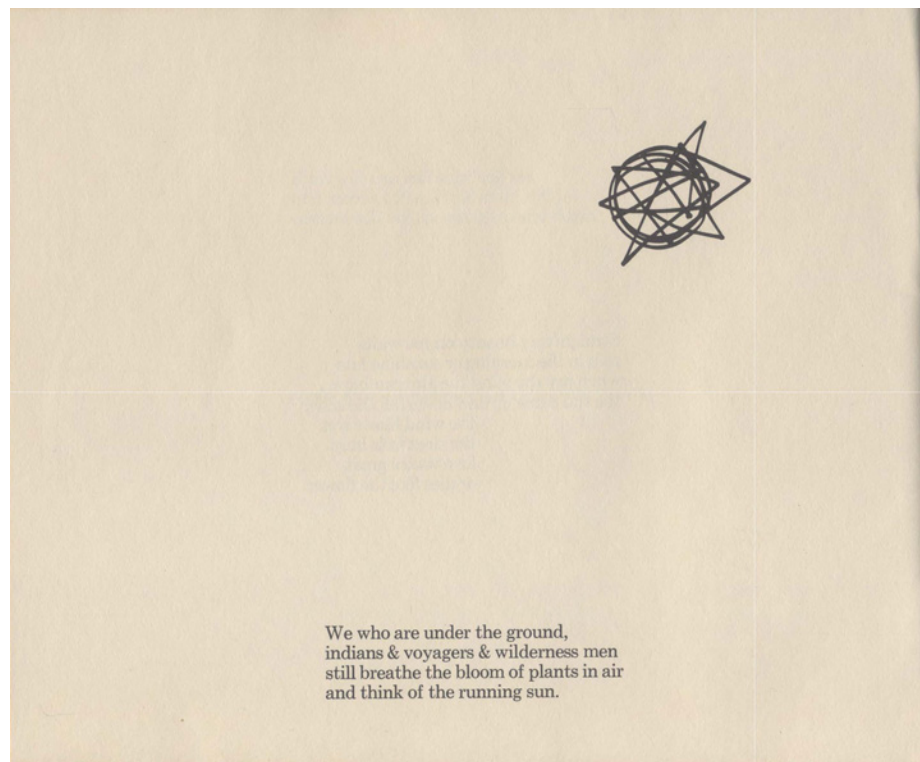 We who are under the ground,
indians & voyagers & wilderness men
still breathe the bloom of plants in air
and think of the running sun.